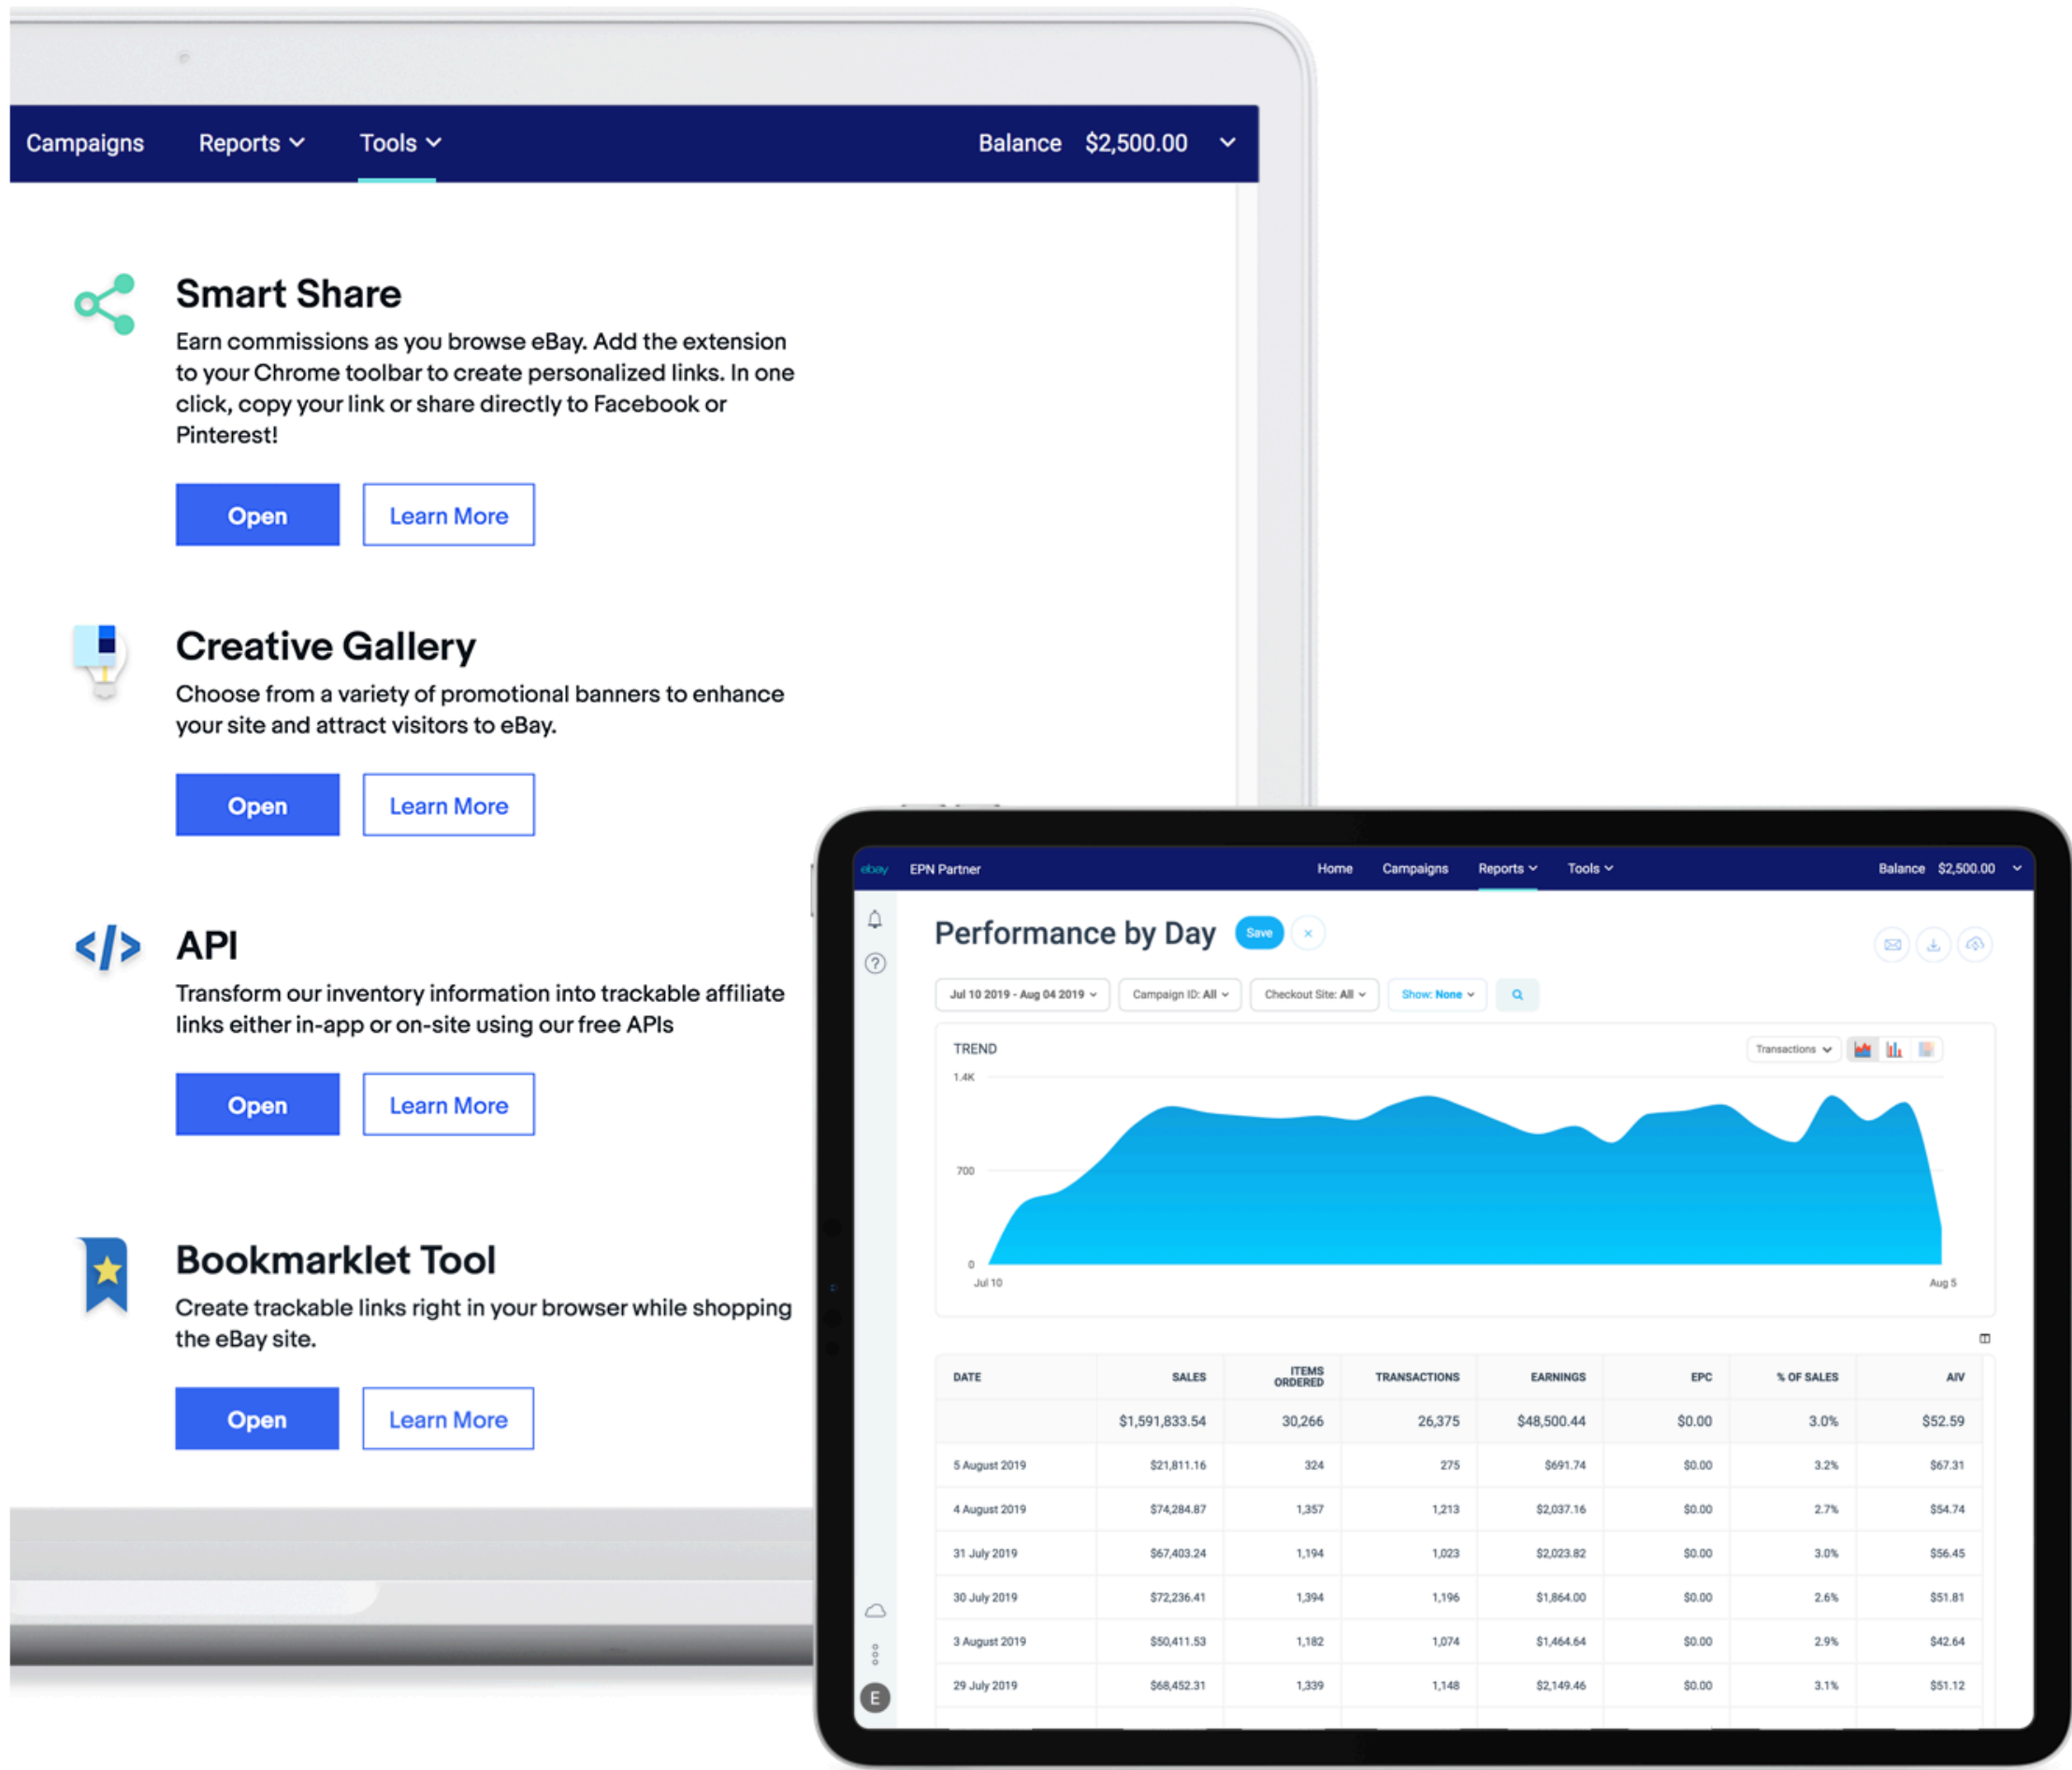 Campaigns Reports Tools Balance $2,500.00
Smart Share
Earn commissions as you browse eBay. Add the extension
to your Chrome toolbar to create personalized links. In one
click, copy your link or share directly to Facebook or
Pinterest!
Open Learn More
Creative Gallery
Choose from a variety of promotional banners to enhance
your site and attract visitors to eBay.
Open Learn More
API
Transform our inventory information into trackable affiliate
links either in-app or on-site using our free APIs
Open Learn More
Bookmarklet Tool
Create trackable links right in your browser while shopping
the eBay site.
Open Learn More
ebay EPN Partner Home Campaigns Reports Tools Balance $2,500.00
Performance by Day Save
Jul 10 2019 - Aug 04 2019 Campaign ID: All Checkout Site: All Show: None
TREND Transactions
1.4K
700
0
Jul 10 Aug 5
DATE SALES ITEMS ORDERED TRANSACTIONS EARNINGS EPC % OF SALES AIV
$1,591,833.54 30,266 26,375 $48,500.44 $0.00 3.0% $52.59
5 August 2019 $21,811.16 324 275 $691.74 $0.00 3.2% $67.31
4 August 2019 $74,284.87 1,357 1,213 $2,037.16 $0.00 2.7% $54.74
31 July 2019 $67,403.24 1,194 1,023 $2,023.82 $0.00 3.0% $56.45
30 July 2019 $72,236.41 1,394 1,196 $1,864.00 $0.00 2.6% $51.81
3 August 2019 $50,411.53 1,182 1,074 $1,464.64 $0.00 2.9% $42.64
29 July 2019 $68,452.31 1,339 1,148 $2,149.46 $0.00 3.1% $51.12
E